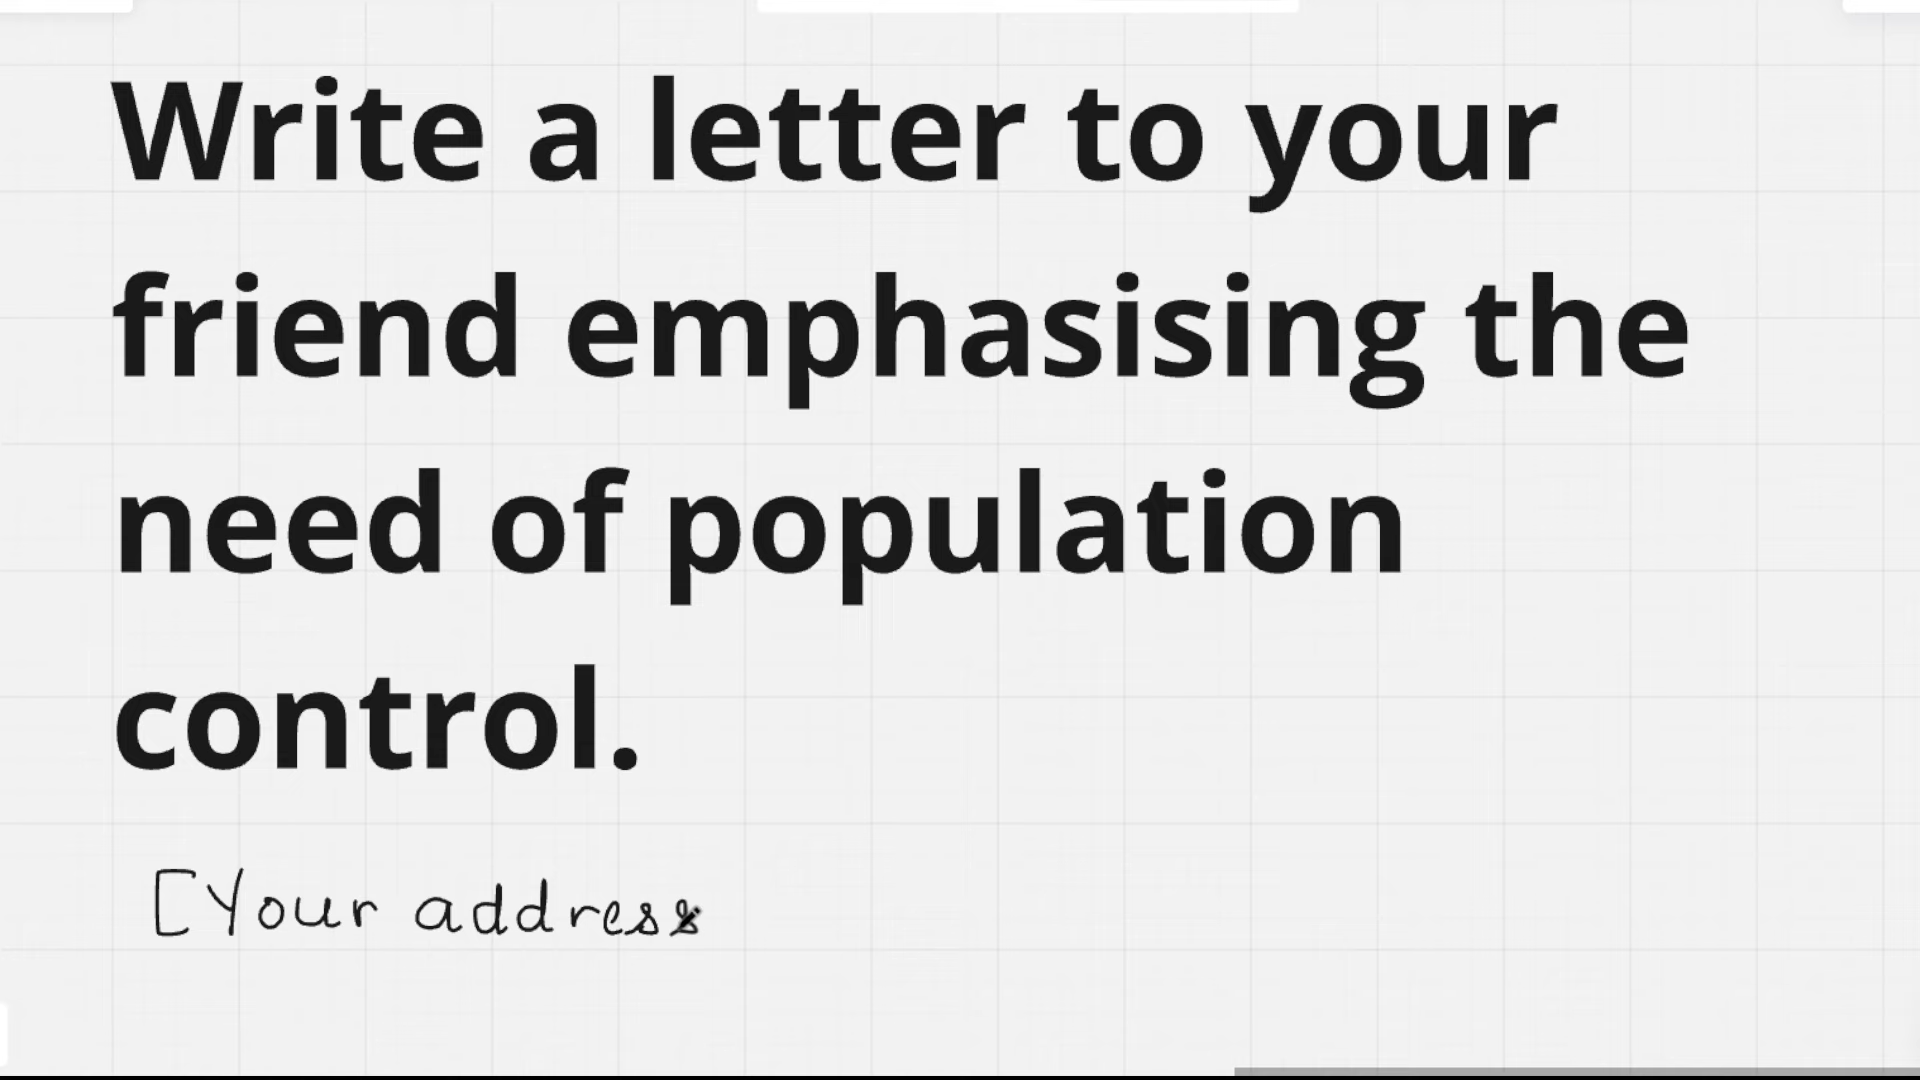 Write a letter to your
friend emphasising the
need of population
control.
[Your address